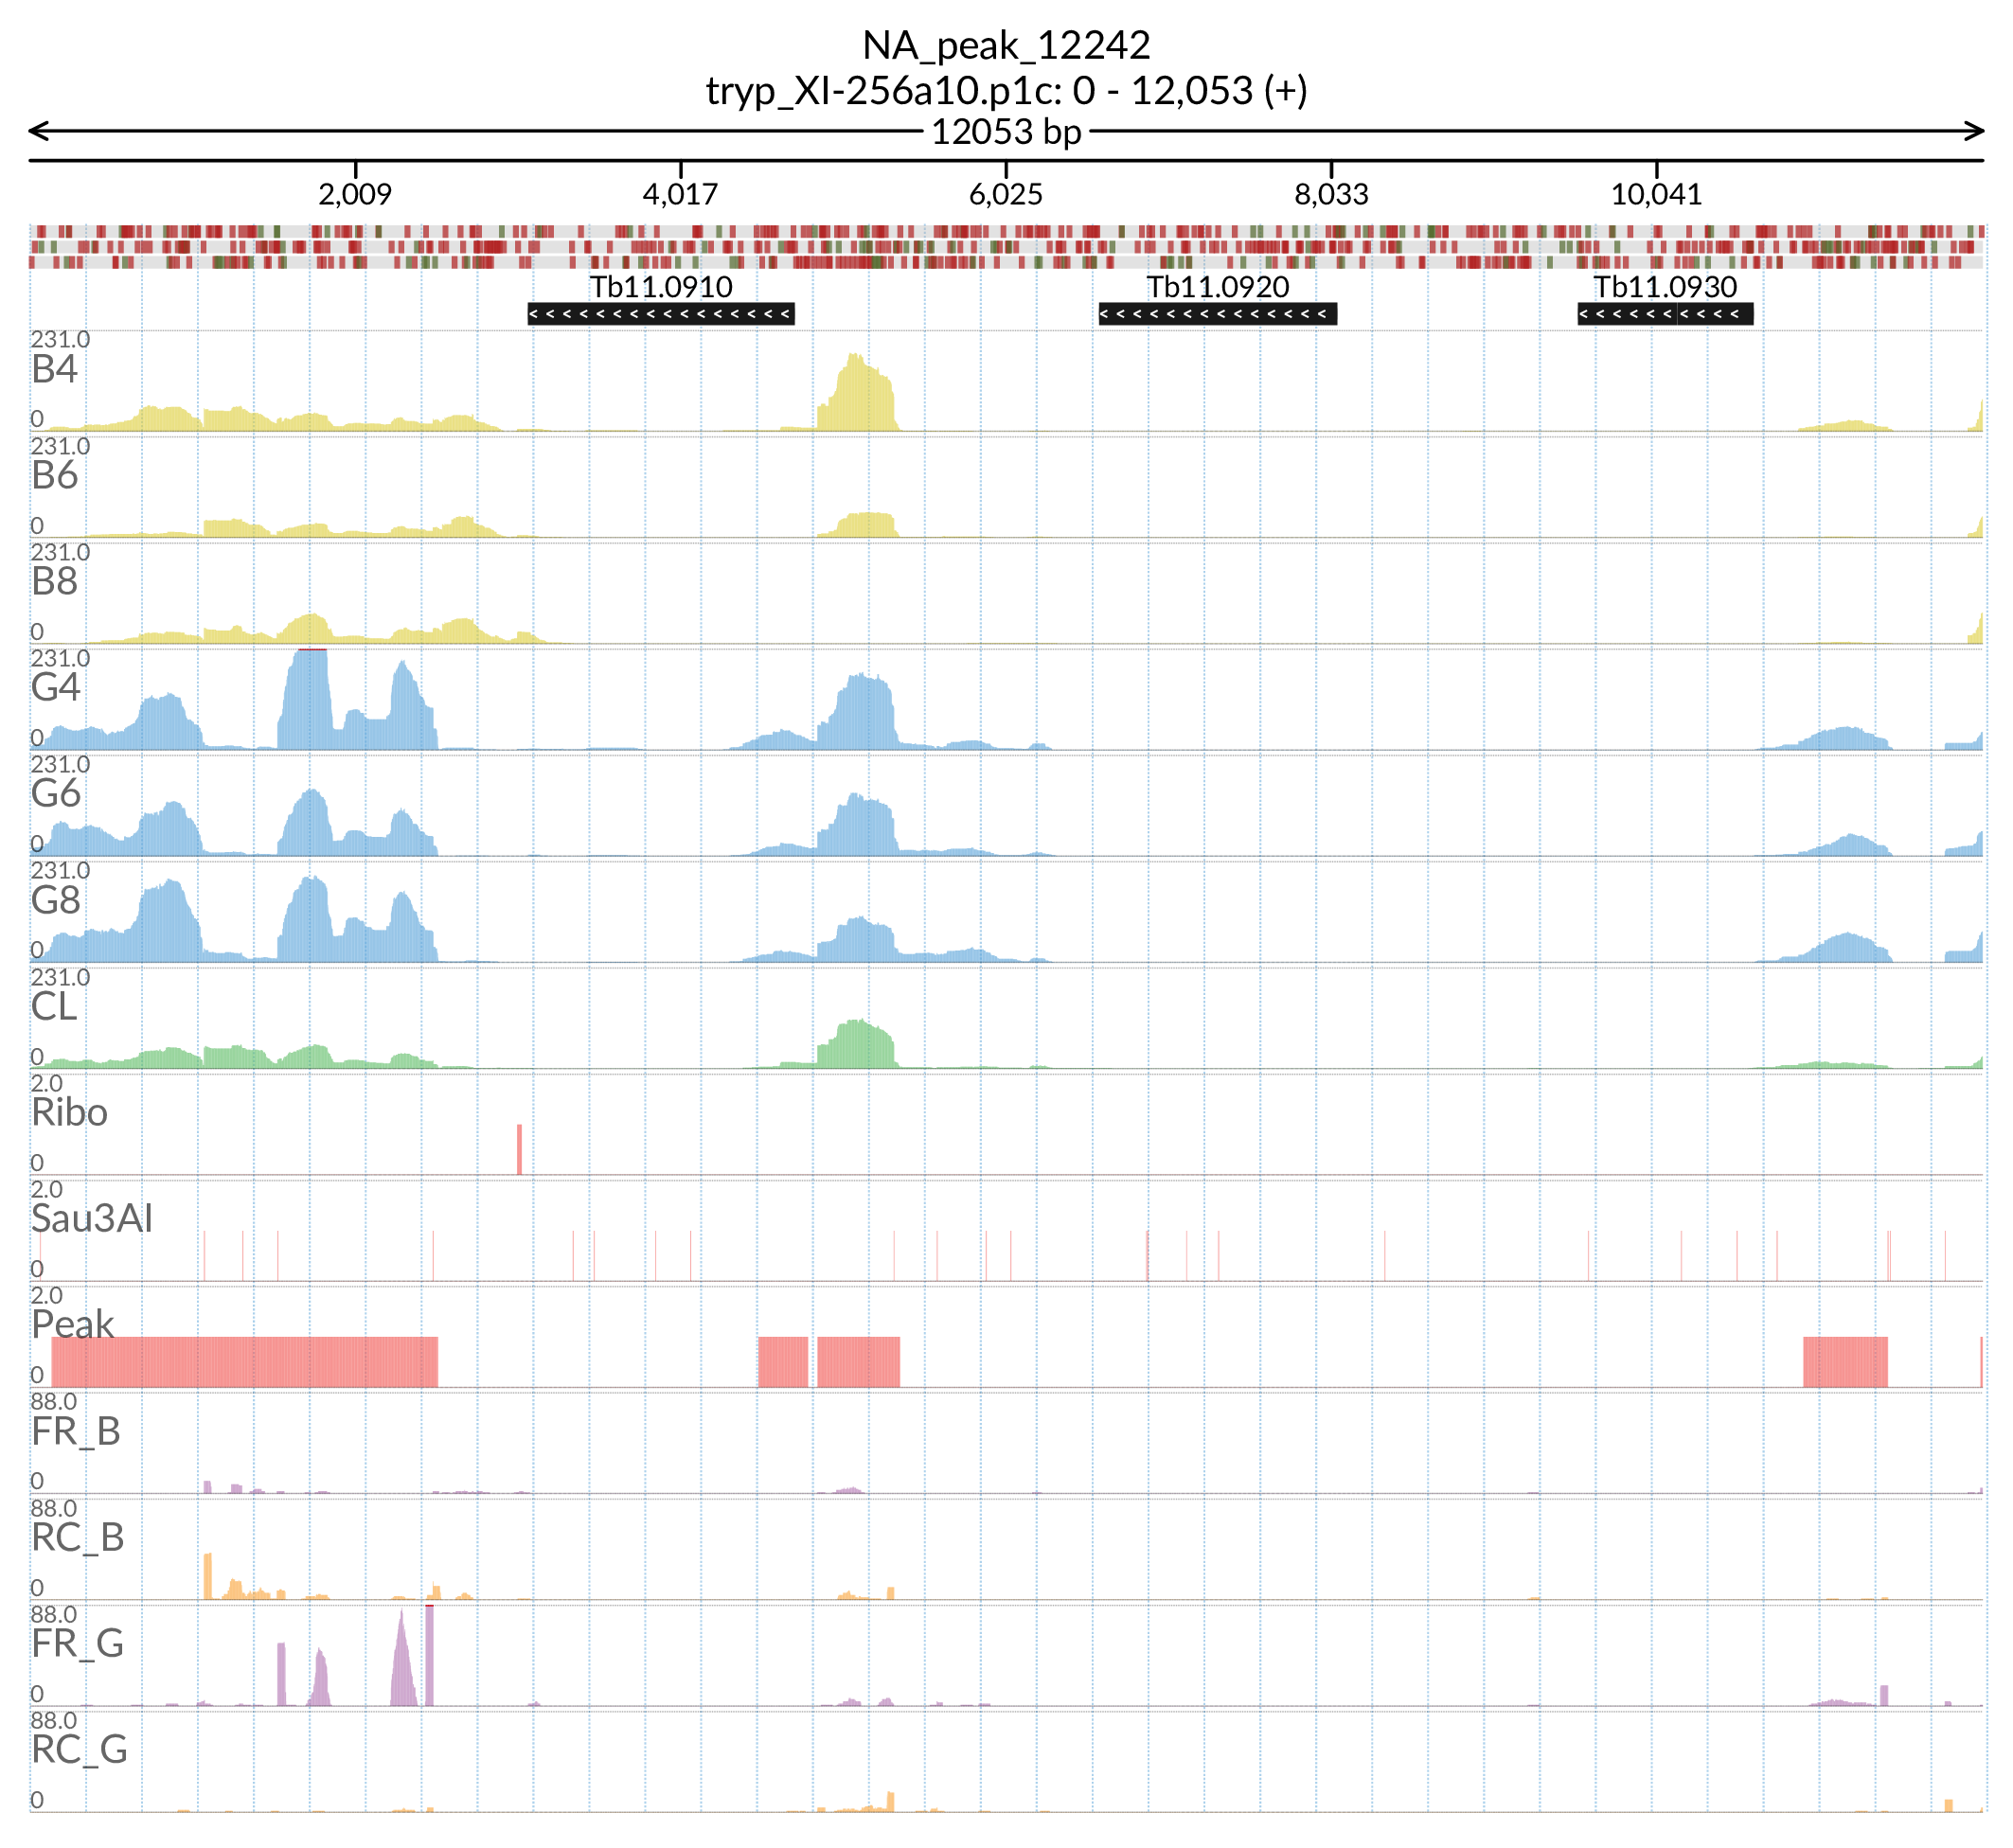 NA_peak_12242
tryp_XI-256a10.p1c: 0 - 12,053 (+)
12053 bp
2,009 4,017 6,025 8,033 10,041
Tb11.0910 Tb11.0920 Tb11.0930
231.0
B4
0
231.0
B6
0
231.0
B8
0
231.0
G4
0
231.0
G6
0
231.0
G8
0
231.0
CL
0
2.0
Ribo
0
2.0
Sau3AI
0
2.0
Peak
0
88.0
FR_B
0
88.0
RC_B
0
88.0
FR_G
0
88.0
RC_G
0